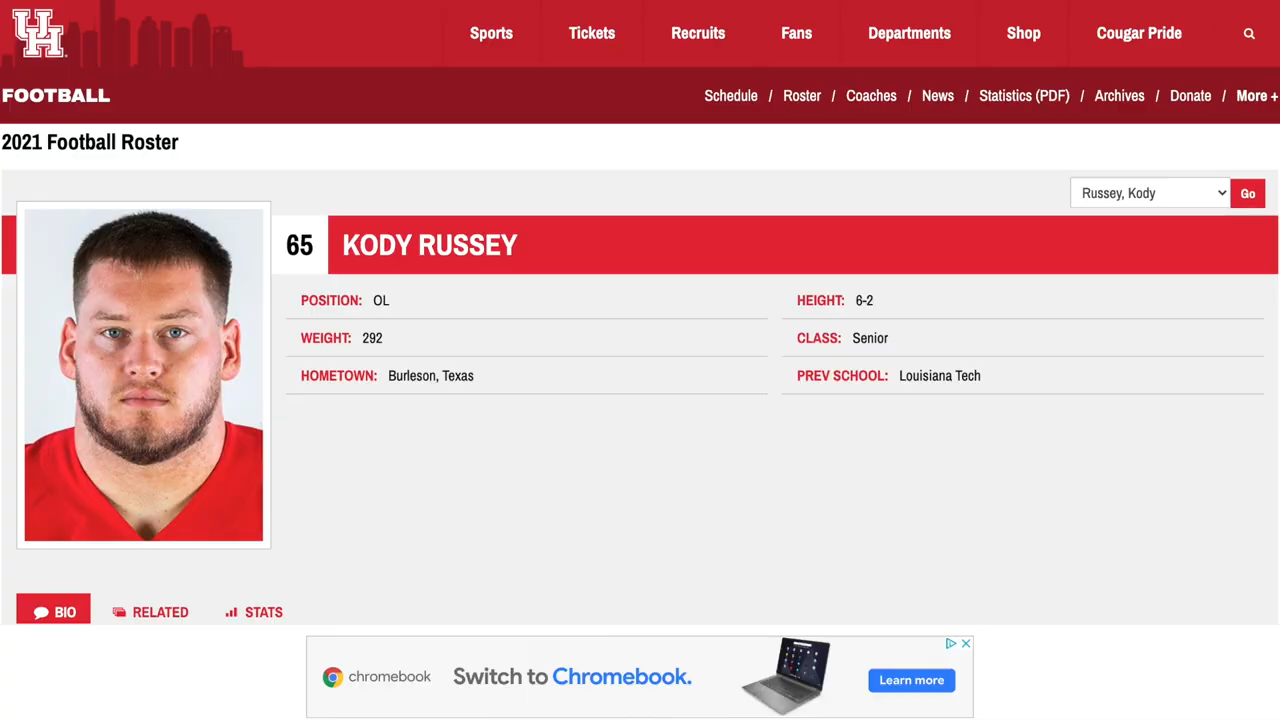 UH
Sports Tickets Recruits Fans Departments Shop Cougar Pride
FOOTBALL
Schedule / Roster / Coaches / News / Statistics (PDF) / Archives / Donate / More +
2021 Football Roster
Russey, Kody Go
65 KODY RUSSEY
POSITION: OL HEIGHT: 6-2
WEIGHT: 292 CLASS: Senior
HOMETOWN: Burleson, Texas PREV SCHOOL: Louisiana Tech
BIO RELATED STATS
chromebook Switch to Chromebook. Learn more